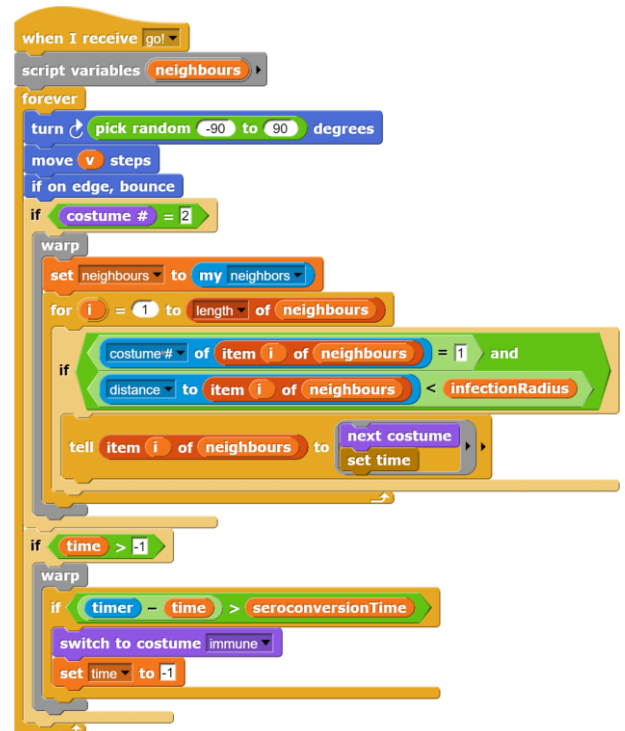 when I receive go!
script variables neighbours
forever
turn pick random -90 to 90 degrees
move v steps
if on edge, bounce
if costume # = 2
warp
set neighbours to my neighbors
for i = 1 to length of neighbours
costume # of item i of neighbours = 1 and
if
distance to item i of neighbours < infectionRadius
next costume
tell item i of neighbours to
set time
if time > -1
warp
if timer - time > seroconversionTime
switch to costume immune
set time to -1